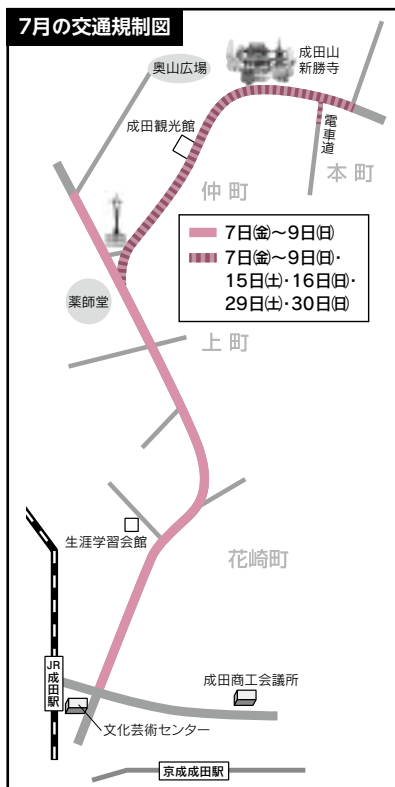 7月の交通規制図
成田山
新勝寺
奥山広場
成田観光館
電車道
本町
仲町
7日㈮～9日㈰
7日㈮～9日㈰・
15日㈯・16日㈰・
29日㈯・30日㈰
薬師堂
上町
生涯学習会館
花崎町
JR
成田駅
成田商工会議所
文化芸術センター
京成成田駅